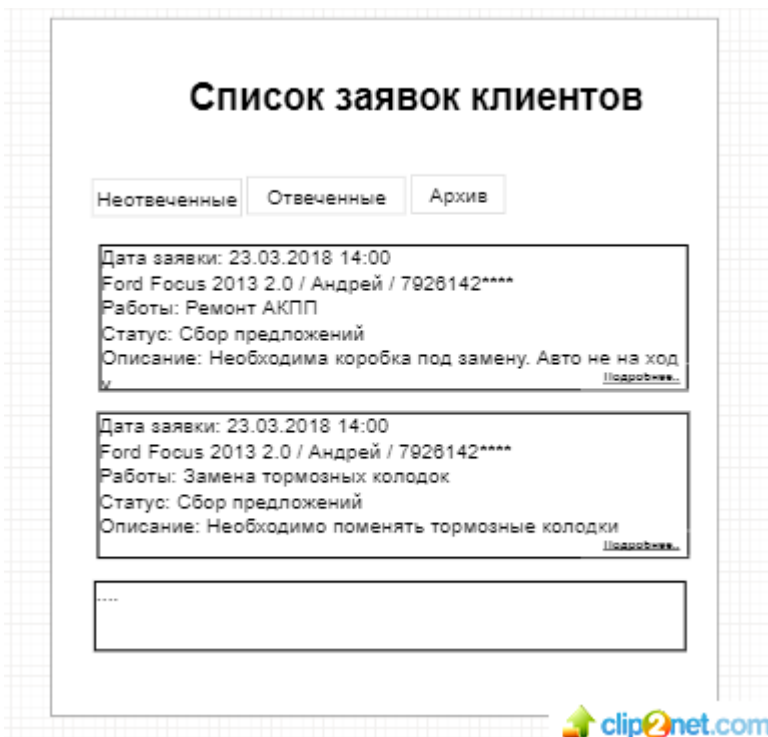 Список заявок клиентов
Неотвеченные Отвеченные Архив
Дата заявки: 23.03.2018 14:00
Ford Focus 2013 2.0 / Андрей / 7926142****
Работы: Ремонт АКПП
Статус: Сбор предложений
Описание: Необходима коробка под замену. Авто не на ход
у
Подробнее..
Дата заявки: 23.03.2018 14:00
Ford Focus 2013 2.0 / Андрей / 7926142****
Работы: Замена тормозных колодок
Статус: Сбор предложений
Описание: Необходимо поменять тормозные колодки
Подробнее..
....
clip2net.com